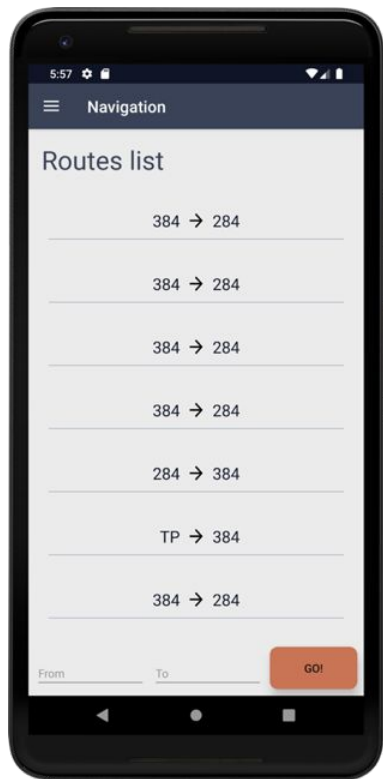 5:57
Navigation
Routes list
384 → 284
384 → 284
384 → 284
384 → 284
284 → 384
TP → 384
384 → 284
From To GO!